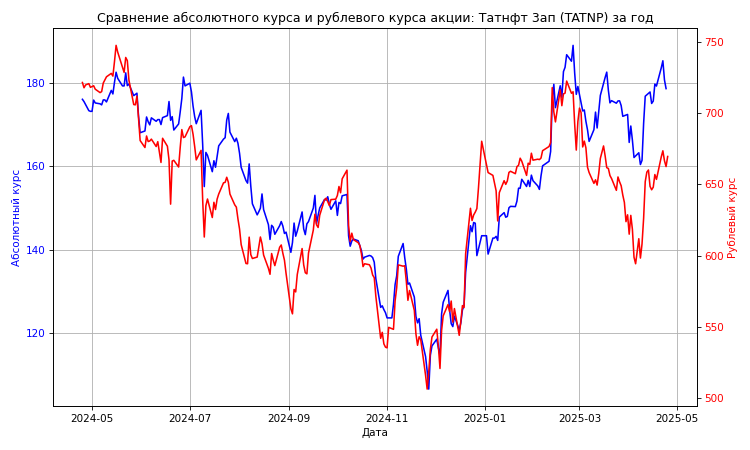 Сравнение абсолютного курса и рублевого курса акции: Татнфт 3ап (TATNP) за год
Абсолютный курс
180
160
140
120
750
700
650
600
550
500
Рублевый курс
2024-05 2024-07 2024-09 2024-11 2025-01 2025-03 2025-05
Дата